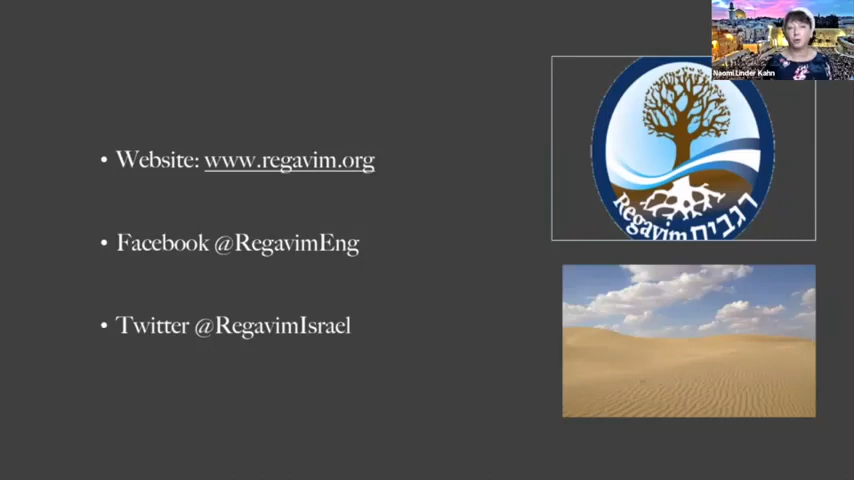 Naomi Linder Kahn
• Website: www.regavim.org
Regavim רגבים
• Facebook @RegavimEng
• Twitter @RegavimIsrael